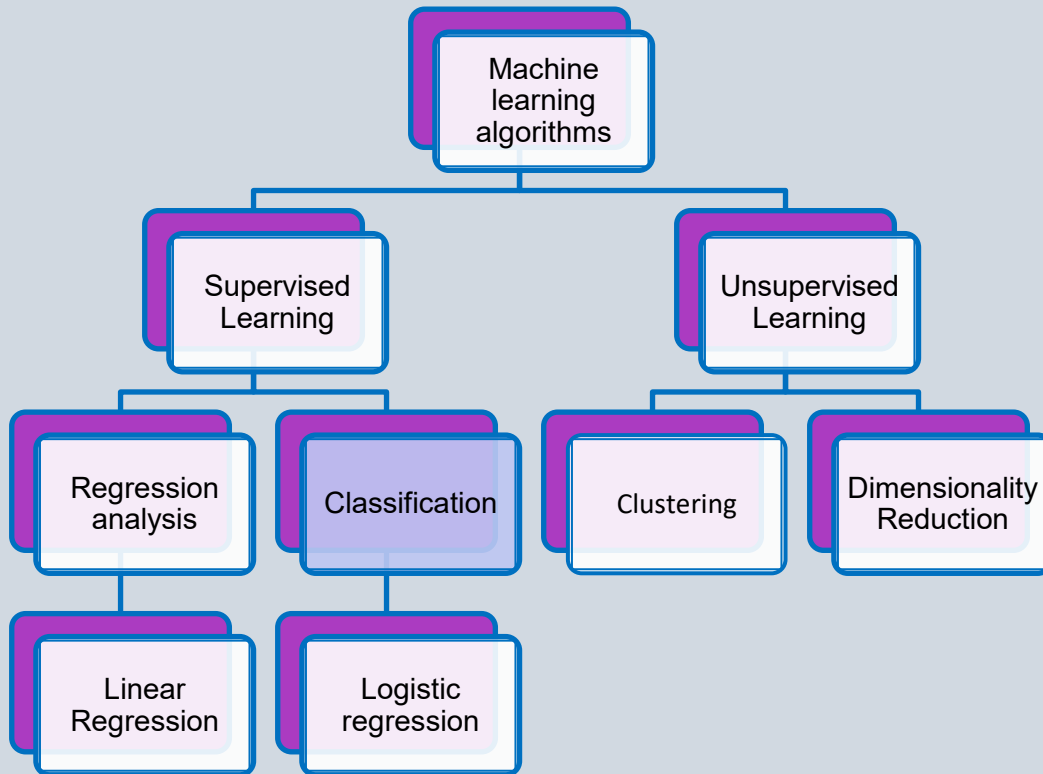 Machine
learning
algorithms
Supervised
Learning
Unsupervised
Learning
Regression
analysis
Classification
Clustering
Dimensionality
Reduction
Linear
Regression
Logistic
regression